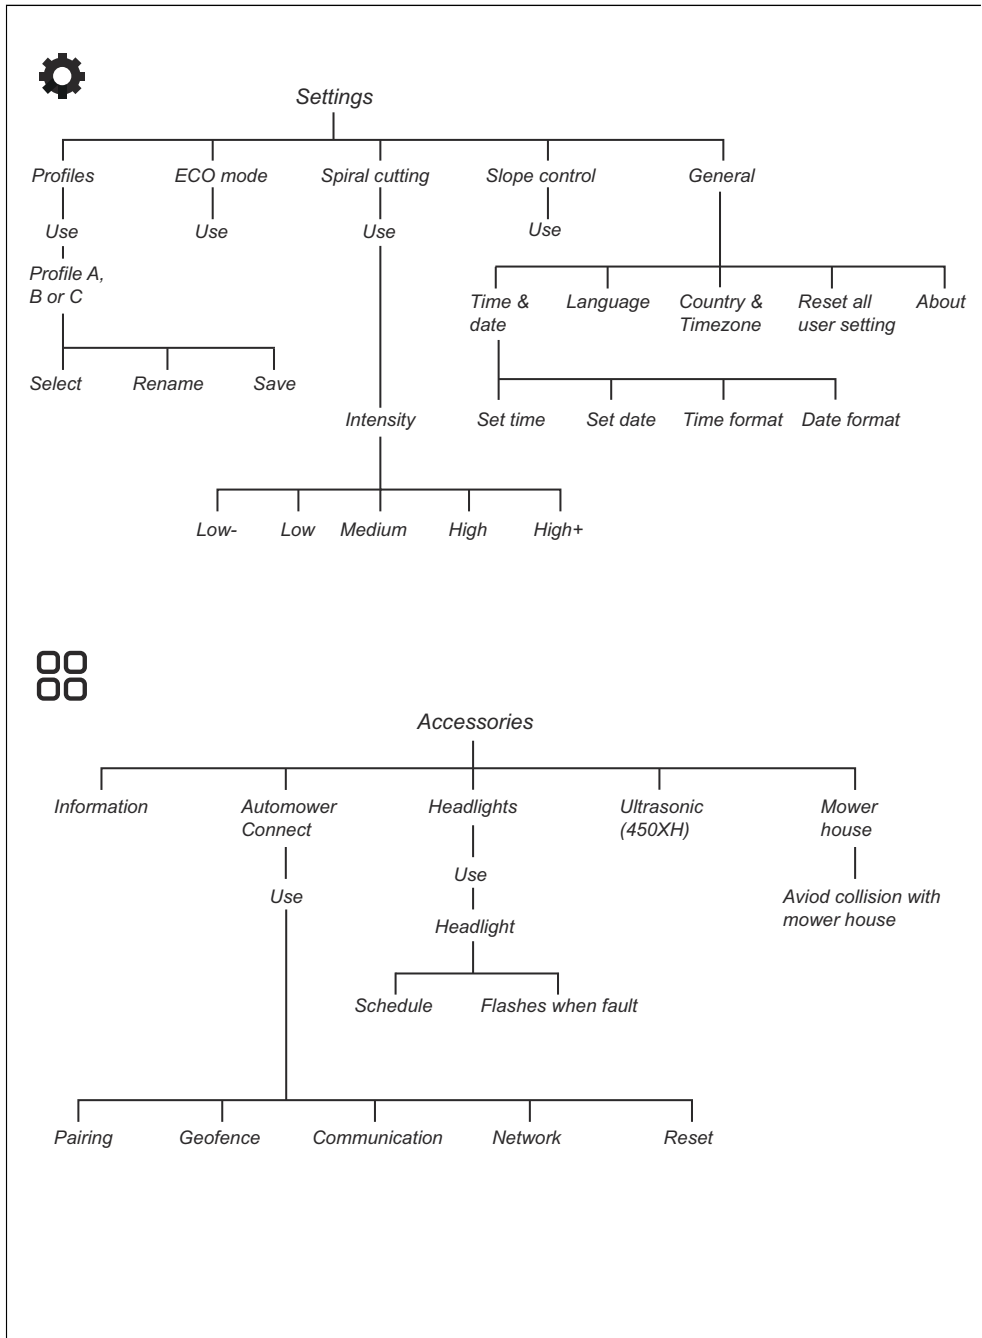 Settings
Profiles
ECO mode
Spiral cutting
Slope control
General
Use
Use
Use
Use
Profile A,
B or C
Time &
date
Language
Country &
Timezone
Reset all
user setting
About
Select
Rename
Save
Intensity
Set time
Set date
Time format
Date format
Low-
Low
Medium
High
High+
Accessories
Information
Automower
Connect
Headlights
Ultrasonic
(450XH)
Mower
house
Use
Use
Aviod collision with
mower house
Headlight
Schedule
Flashes when fault
Pairing
Geofence
Communication
Network
Reset